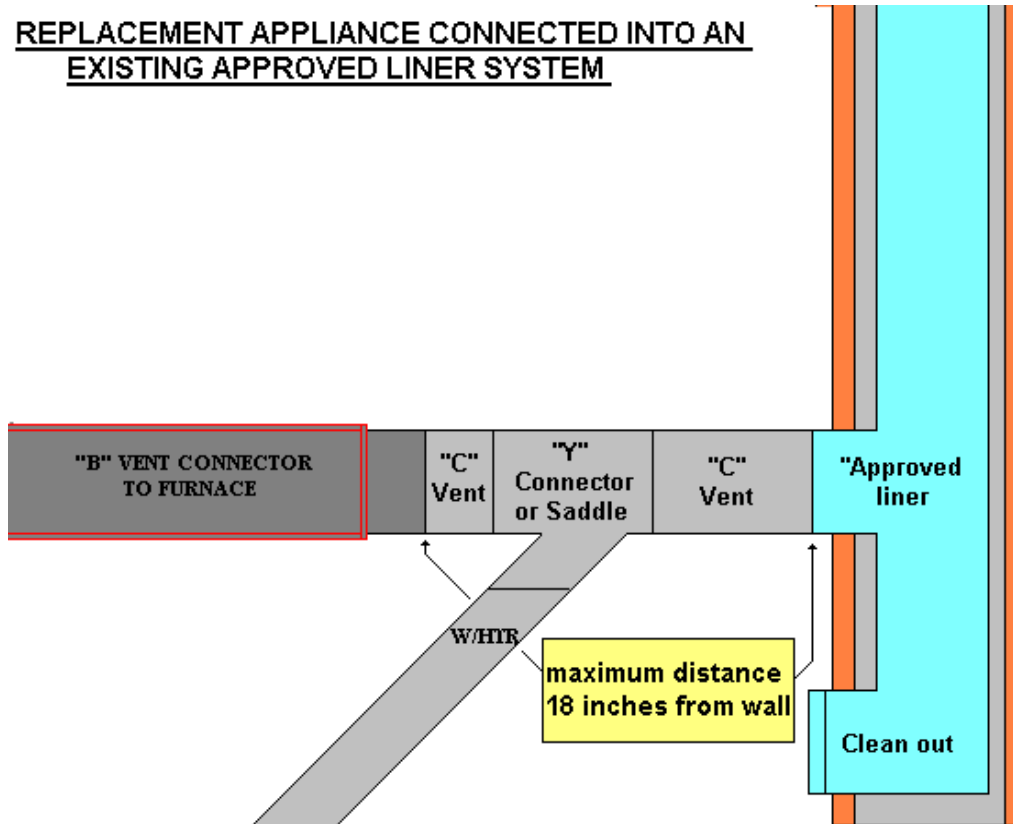 REPLACEMENT APPLIANCE CONNECTED INTO AN
EXISTING APPROVED LINER SYSTEM
"B" VENT CONNECTOR
TO FURNACE
"C"
Vent
"Y"
Connector
or Saddle
"C"
Vent
"Approved
liner
W/HTR
maximum distance
18 inches from wall
Clean out